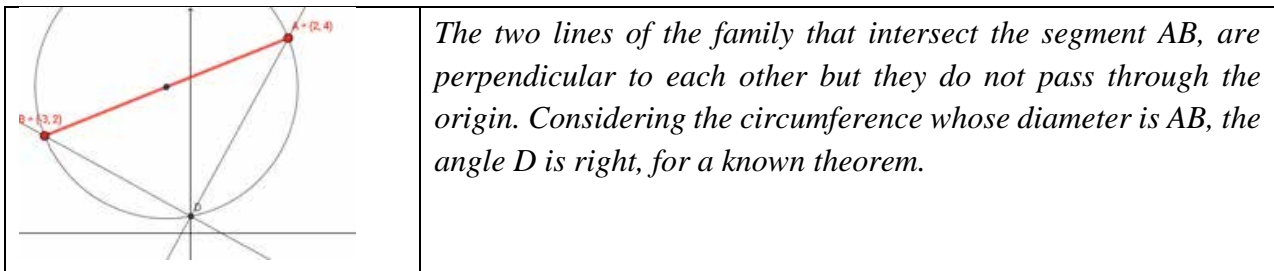 A = (2, 4)
B = (-3, 2)
D
The two lines of the family that intersect the segment AB, are
perpendicular to each other but they do not pass through the
origin. Considering the circumference whose diameter is AB, the
angle D is right, for a known theorem.